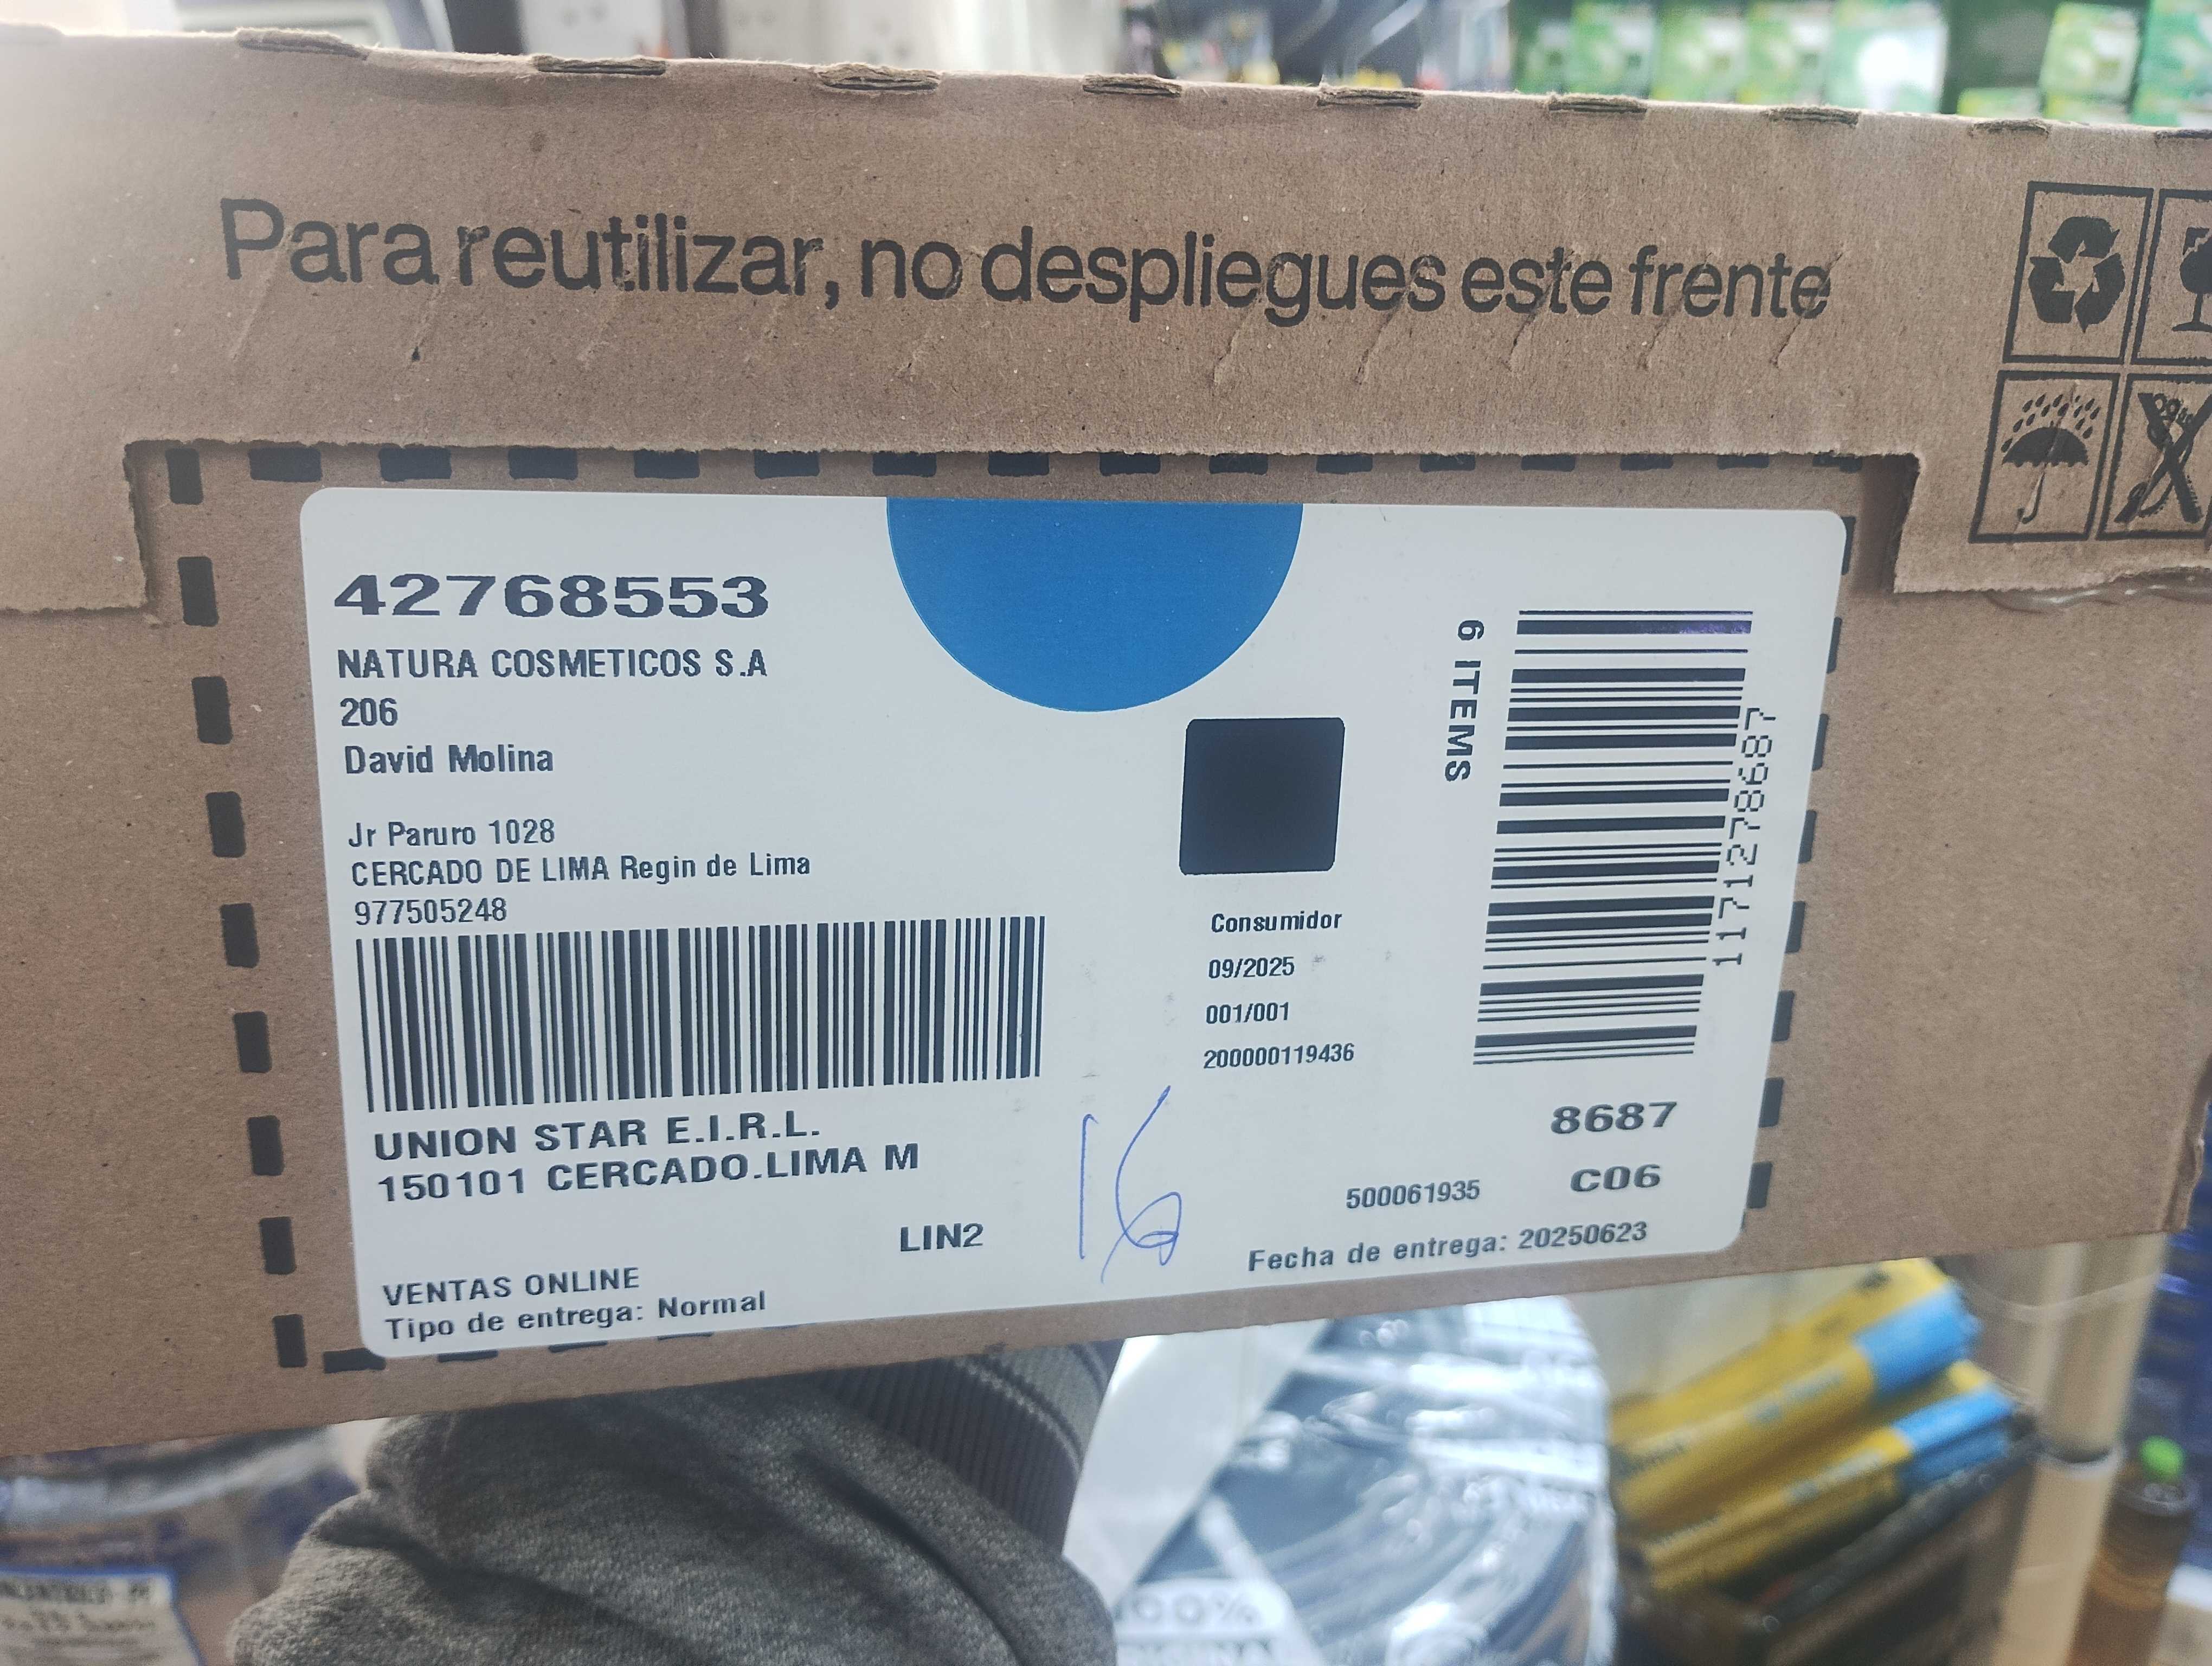 Para reutilizar, no despliegues este frente
42768553
NATURA COSMETICOS S.A
206
David Molina
Jr Paruro 1028
CERCADO DE LIMA Regin de Lima
977505248
UNION STAR E.I.R.L.
150101 CERCADO.LIMA M
LIN2
VENTAS ONLINE
Tipo de entrega: Normal
Consumidor
09/2025
001/001
200000119436
16
6 ITEMS
1171278687
8687
C06
500061935
Fecha de entrega: 20250623
100%